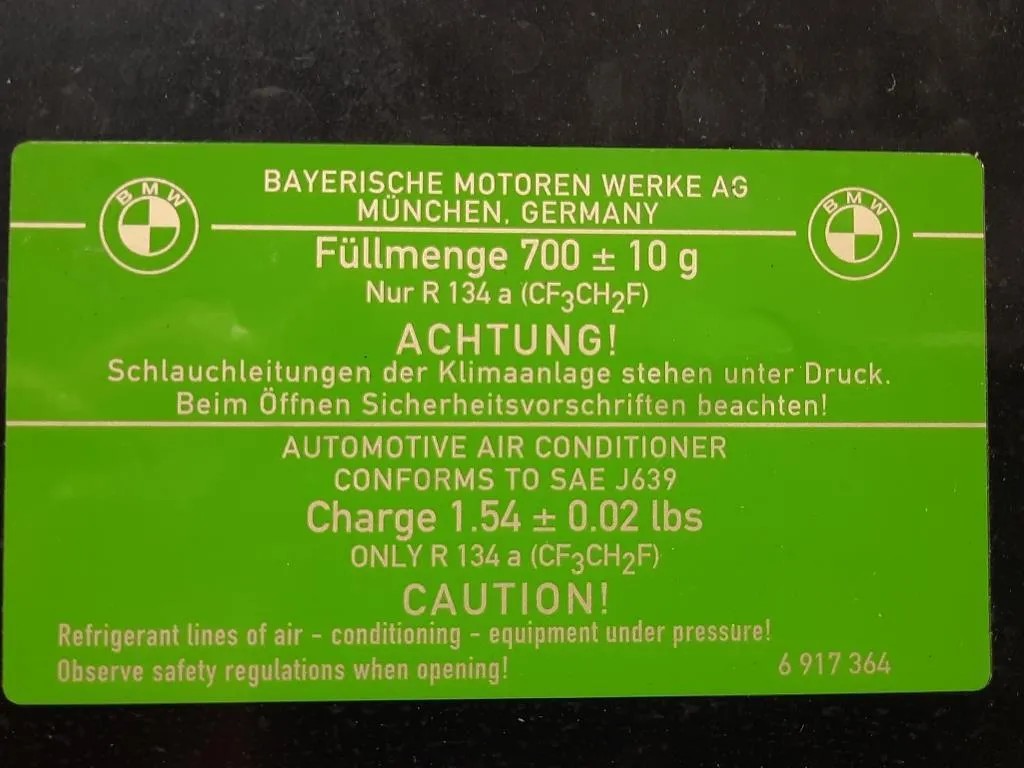 BAYERISCHE MOTOREN WERKE AG
MÜNCHEN, GERMANY
BMW
BMW
Füllmenge 700 ± 10 g
Nur R 134 a (CF₃CH₂F)
ACHTUNG!
Schlauchleitungen der Klimaanlage stehen unter Druck.
Beim Öffnen Sicherheitsvorschriften beachten!
AUTOMOTIVE AIR CONDITIONER
CONFORMS TO SAE J639
Charge 1.54 ± 0.02 lbs
ONLY R 134 a (CF₃CH₂F)
CAUTION!
Refrigerant lines of air - conditioning - equipment under pressure!
Observe safety regulations when opening!
6 917 364